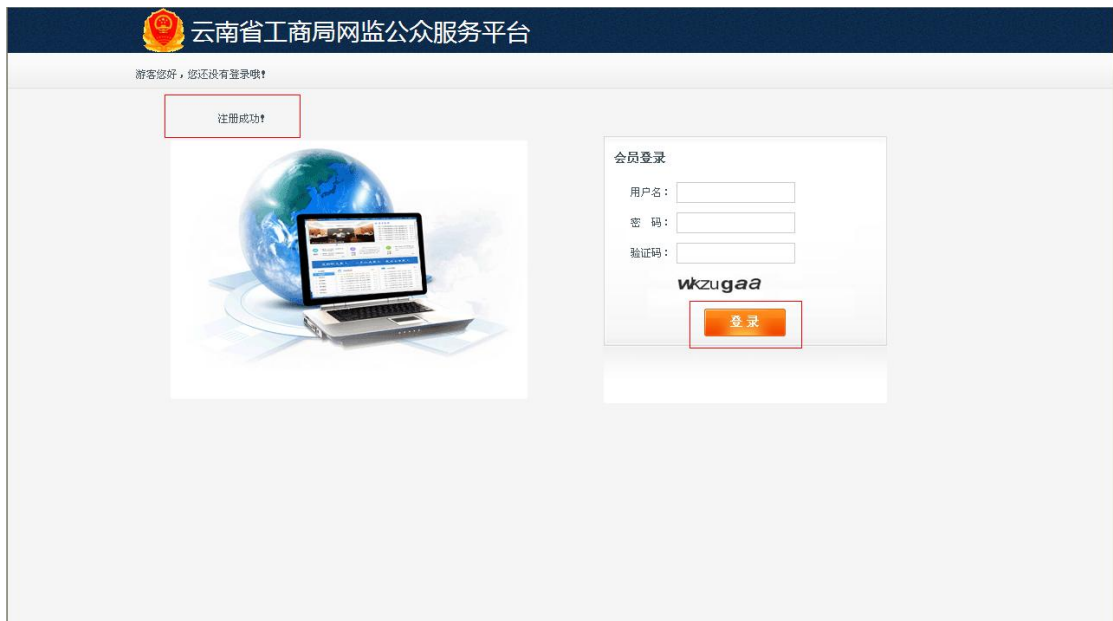 云南省工商局网监公众服务平台
游客您好，您还没有登录哦！
注册成功！
会员登录
用户名：
密 码：
验证码：
wkzugaa
登 录